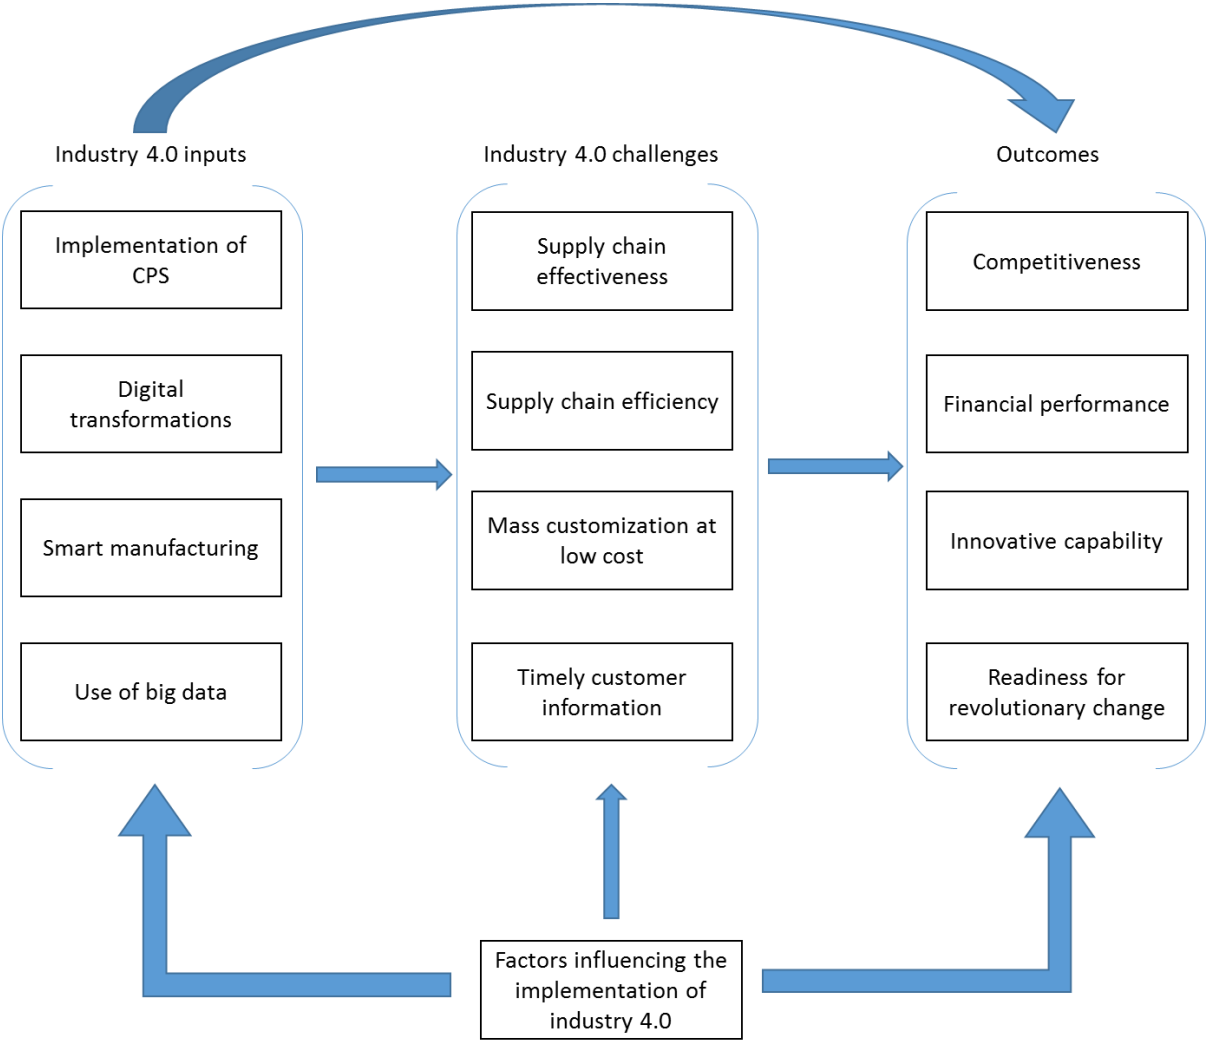 Industry 4.0 inputs
Implementation of
CPS
Digital
transformations
Smart manufacturing
Use of big data
Industry 4.0 challenges
Supply chain
effectiveness
Supply chain efficiency
Mass customization at
low cost
Timely customer
information
Outcomes
Competitiveness
Financial performance
Innovative capability
Readiness for
revolutionary change
Factors influencing the
implementation of
industry 4.0